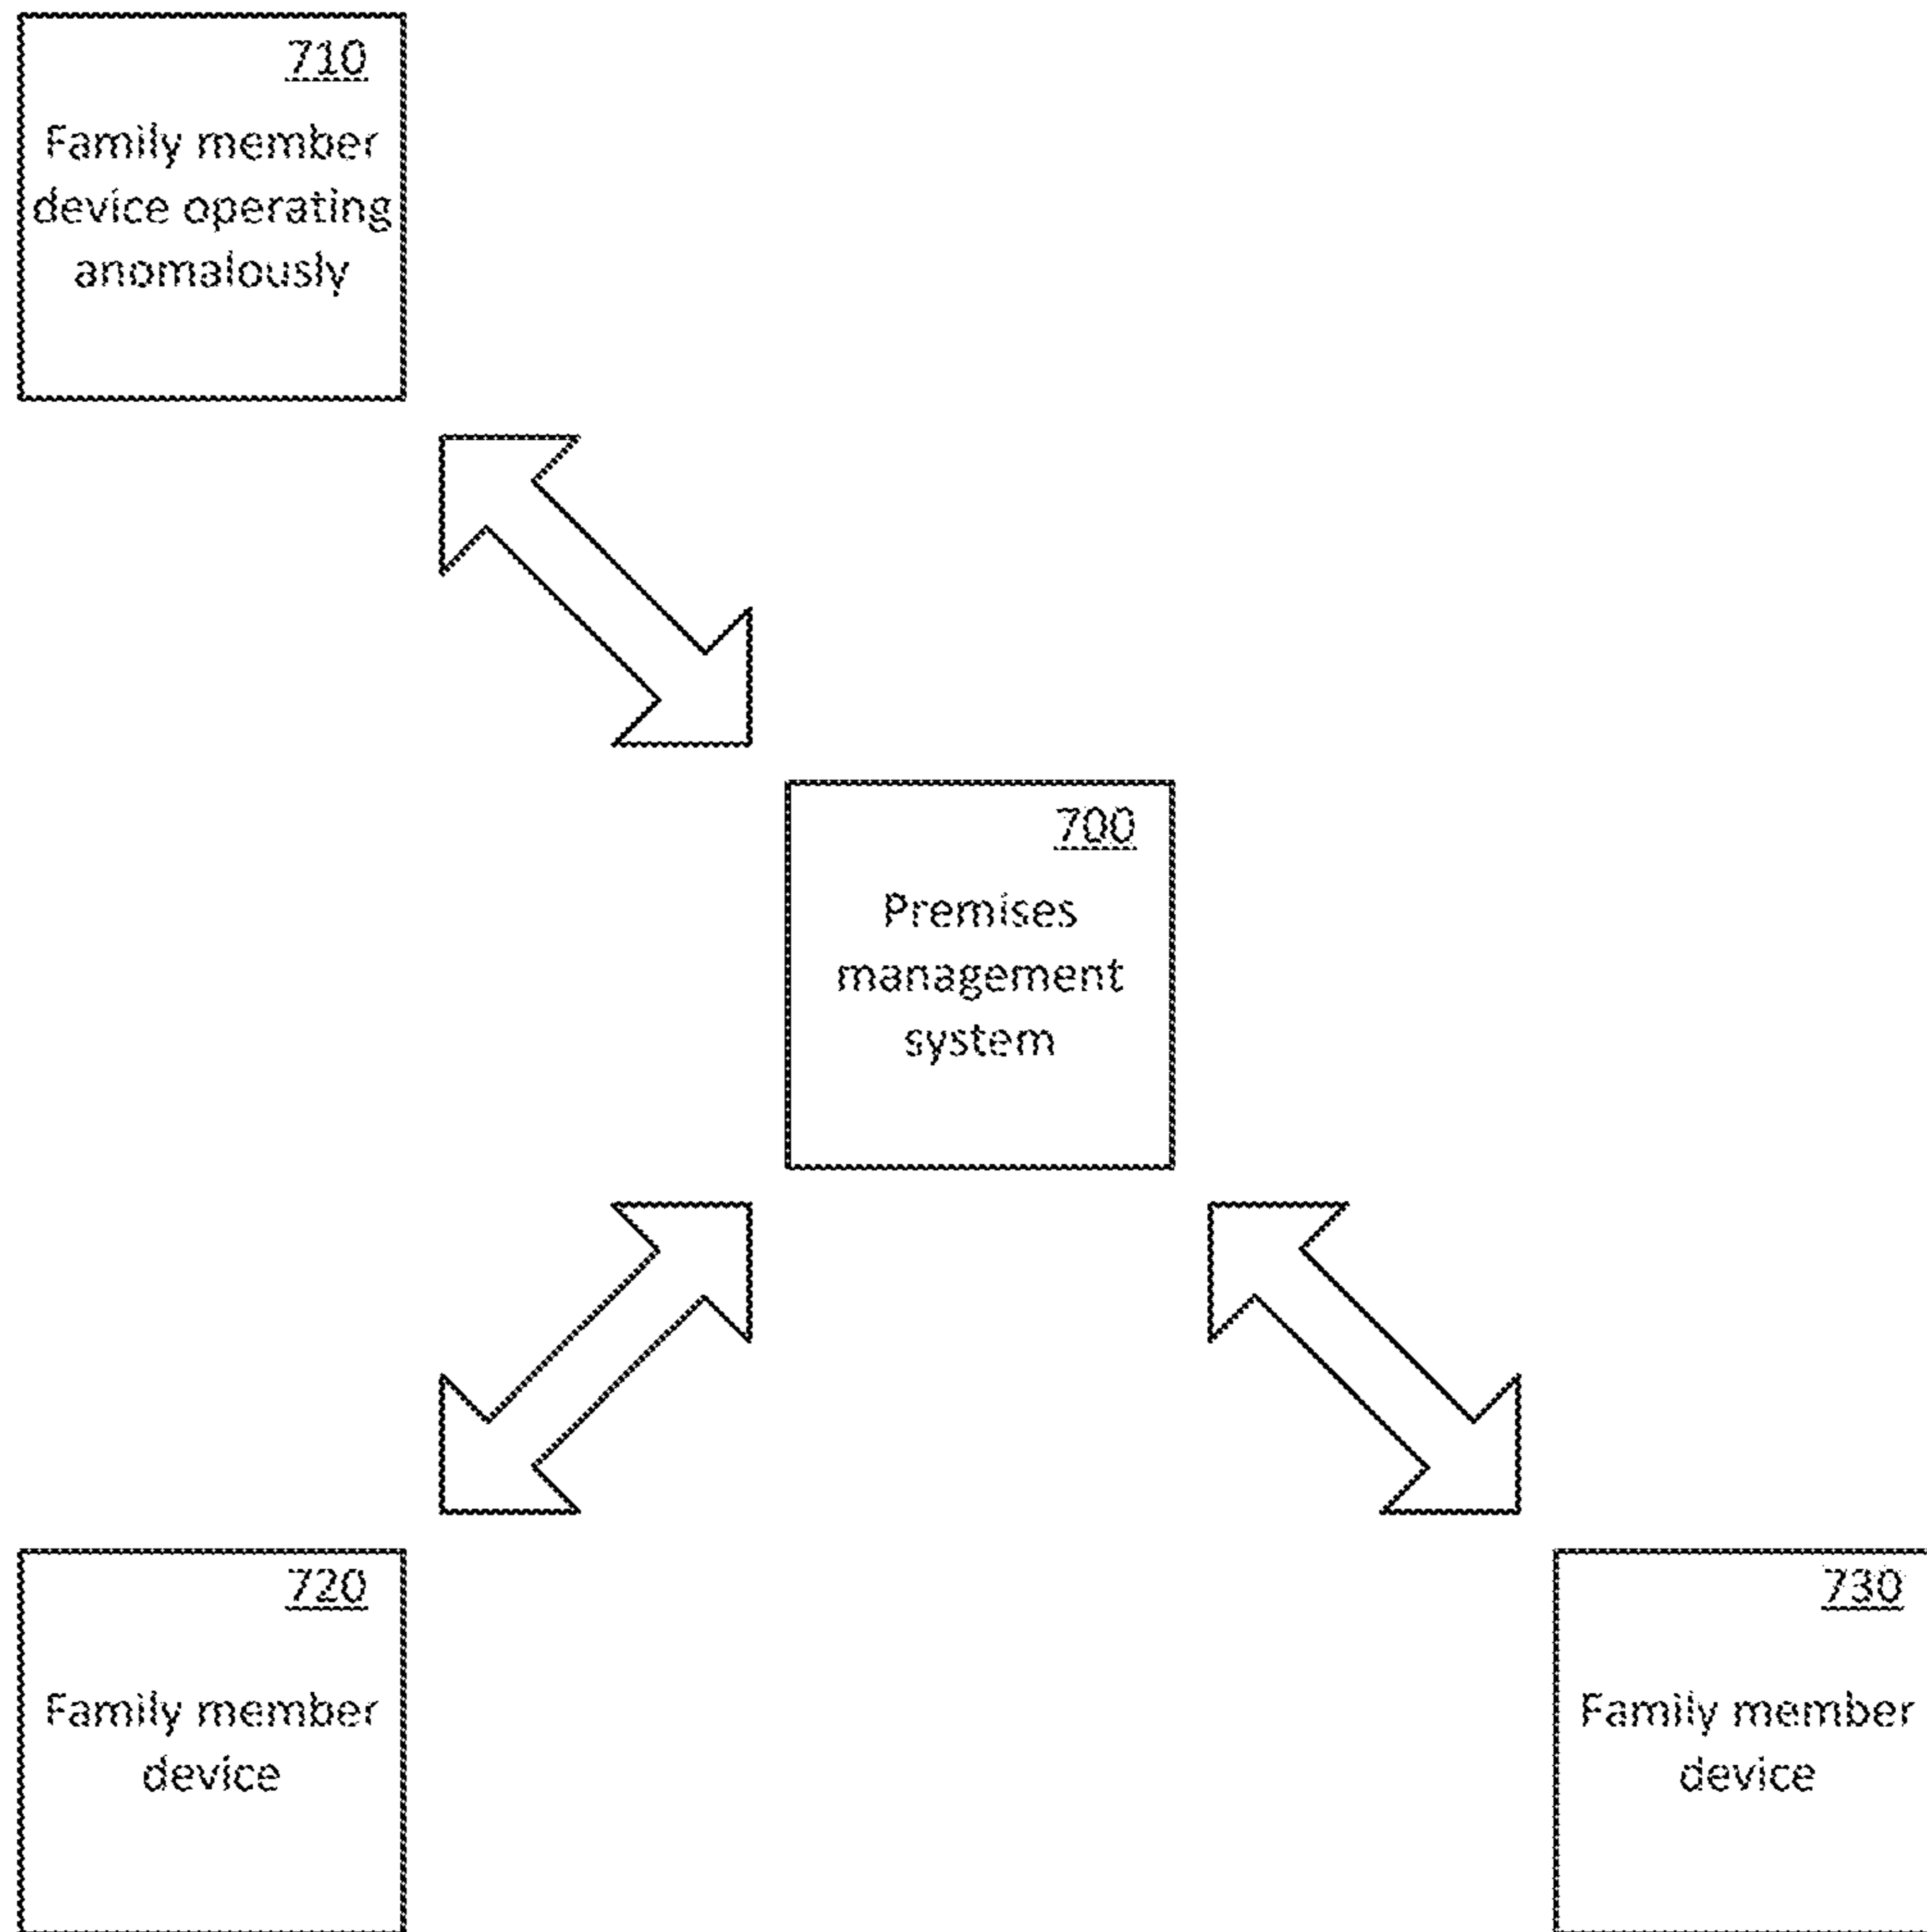 710
Family member
device operating
anomalously
700
Premises
management
system
720
Family member
device
730
Family member
device